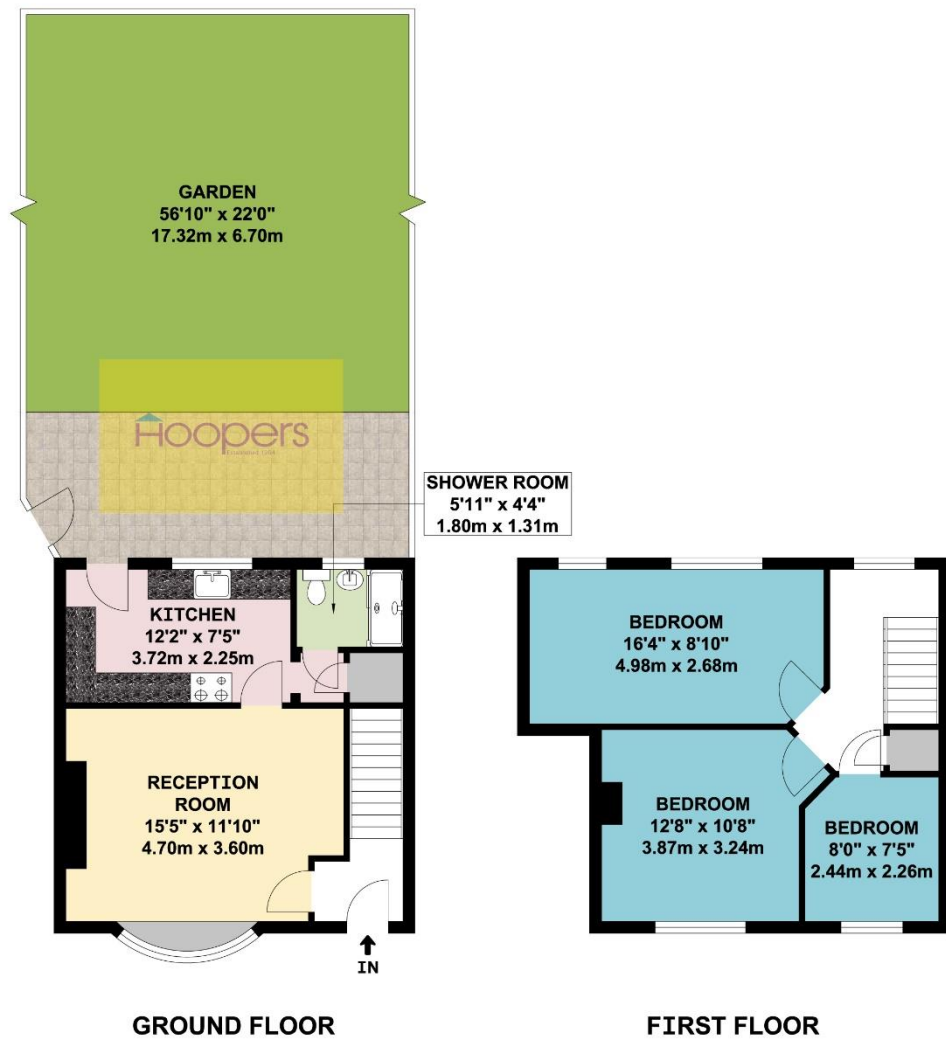 GARDEN
56'10" x 22'0"
17.32m x 6.70m
Hoopers
SHOWER ROOM
5'11" x 4'4"
1.80m x 1.31m
KITCHEN
12'2" x 7'5"
3.72m x 2.25m
RECEPTION
ROOM
15'5" x 11'10"
4.70m x 3.60m
IN
GROUND FLOOR
BEDROOM
16'4" x 8'10"
4.98m x 2.68m
BEDROOM
12'8" x 10'8"
3.87m x 3.24m
BEDROOM
8'0" x 7'5"
2.44m x 2.26m
FIRST FLOOR